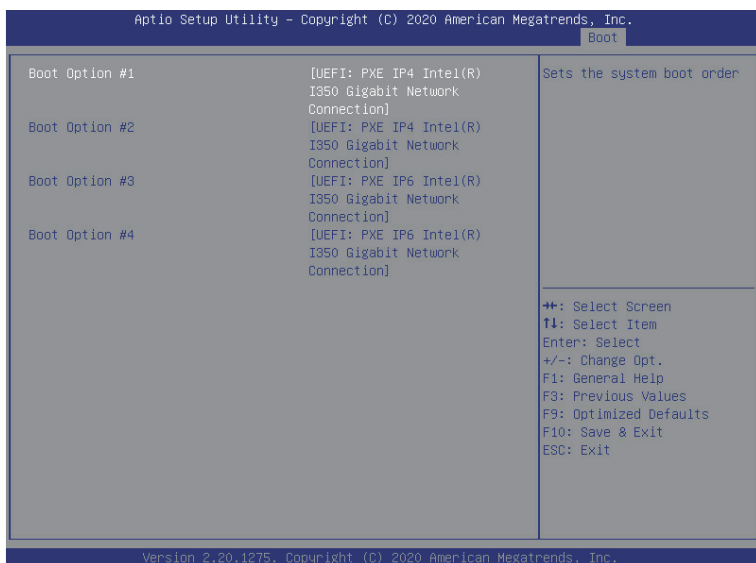 Aptio Setup Utility – Copyright (C) 2020 American Megatrends, Inc.
Boot
Boot Option #1 [UEFI: PXE IP4 Intel(R)
I350 Gigabit Network
Connection]
Boot Option #2 [UEFI: PXE IP4 Intel(R)
I350 Gigabit Network
Connection]
Boot Option #3 [UEFI: PXE IP6 Intel(R)
I350 Gigabit Network
Connection]
Boot Option #4 [UEFI: PXE IP6 Intel(R)
I350 Gigabit Network
Connection]
Sets the system boot order
→←: Select Screen
↑↓: Select Item
Enter: Select
+/-: Change Opt.
F1: General Help
F3: Previous Values
F9: Optimized Defaults
F10: Save & Exit
ESC: Exit
Version 2.20.1275. Copyright (C) 2020 American Megatrends, Inc.